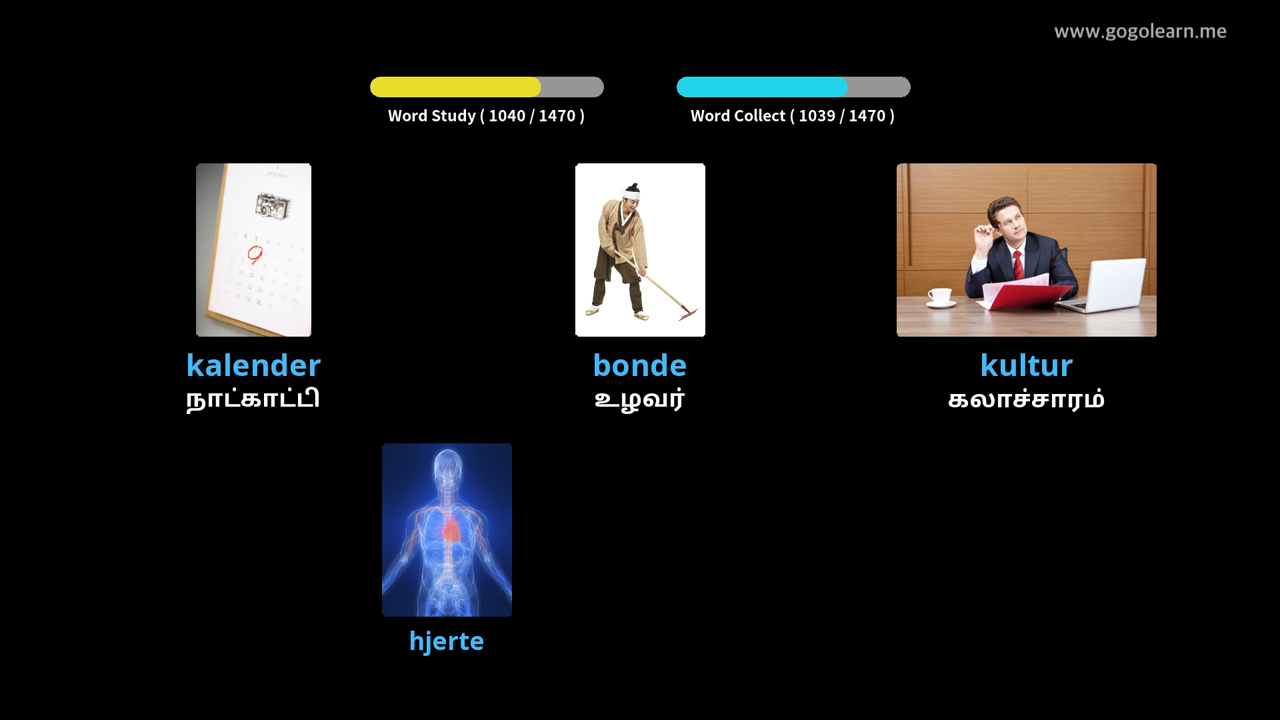 www.gogolearn.me
Word Study ( 1040 / 1470 )
Word Collect ( 1039 / 1470 )
kalender
நாட்காட்டி
bonde
உழவர்
kultur
கலாச்சாரம்
hjerte